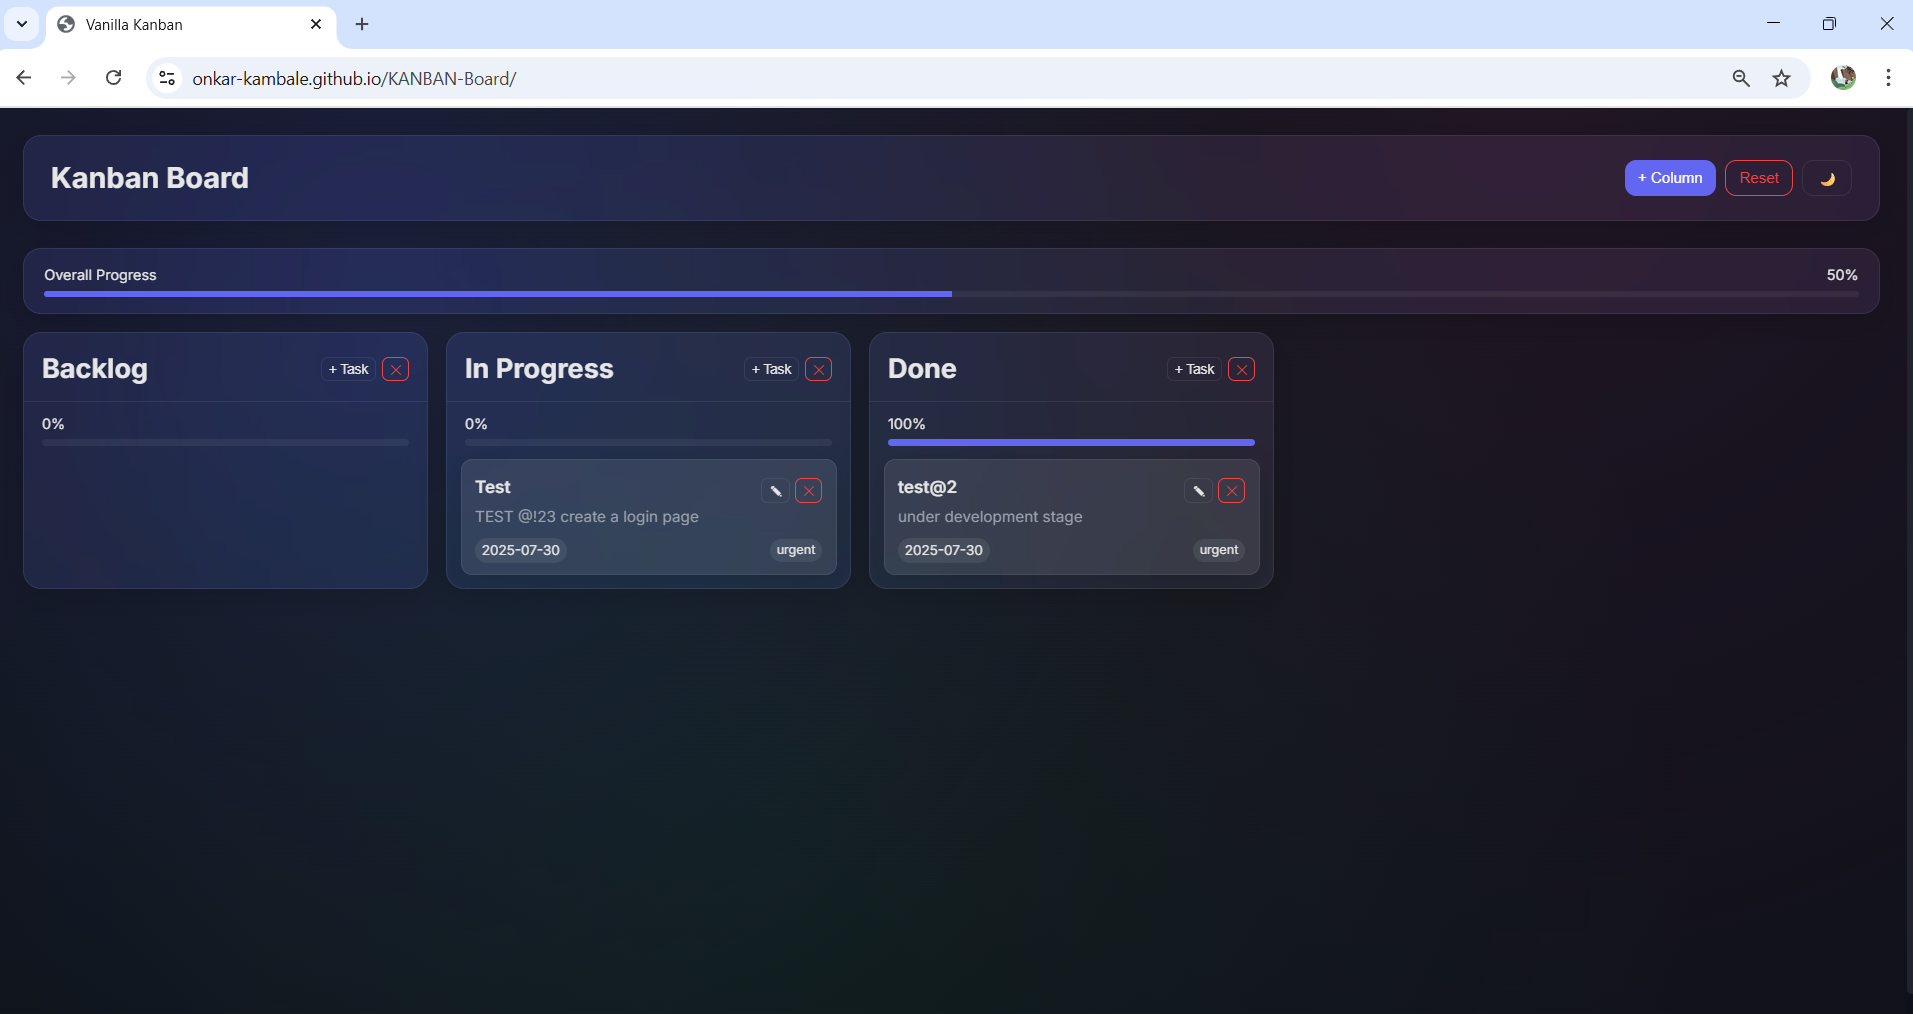 Vanilla Kanban
onkar-kambale.github.io/KANBAN-Board/
Kanban Board
+ Column
Reset
Overall Progress
50%
Backlog
+ Task
0%
In Progress
+ Task
0%
Test
TEST @!23 create a login page
2025-07-30
urgent
Done
+ Task
100%
test@2
under development stage
2025-07-30
urgent